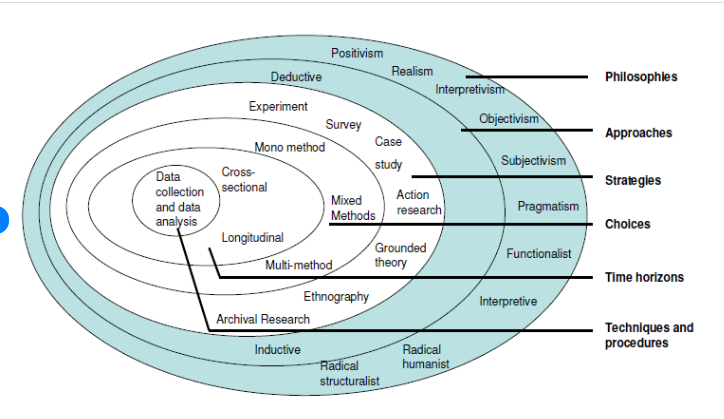 Positivism
Realism
Deductive
Philosophies
Interpretivism
Experiment
Objectivism
Survey
Approaches
Case
study
Mono method
Subjectivism
Data
collection
and data
analysis
Cross-
sectional
Strategies
Mixed
Methods
Action
research
Pragmatism
Choices
Longitudinal
Grounded
theory
Functionalist
Multi-method
Time horizons
Ethnography
Interpretive
Archival Research
Techniques and
procedures
Inductive
Radical
humanist
Radical
structuralist